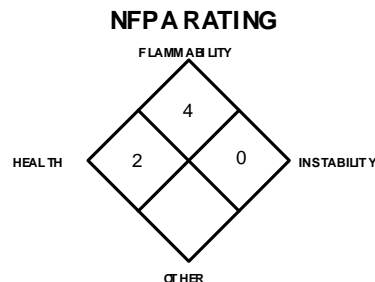 NFPA RATING
FLAMMABILITY
4
HEALTH 2 0 INSTABILITY
OTHER